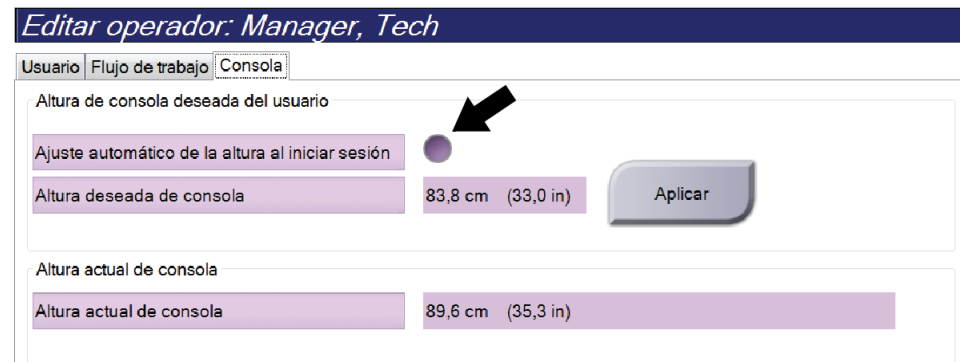 Editar operador: Manager, Tech
Usuario Flujo de trabajo Consola
Altura de consola deseada del usuario
Ajuste automático de la altura al iniciar sesión
Altura deseada de consola 83,8 cm (33,0 in) Aplicar
Altura actual de consola
Altura actual de consola 89,6 cm (35,3 in)